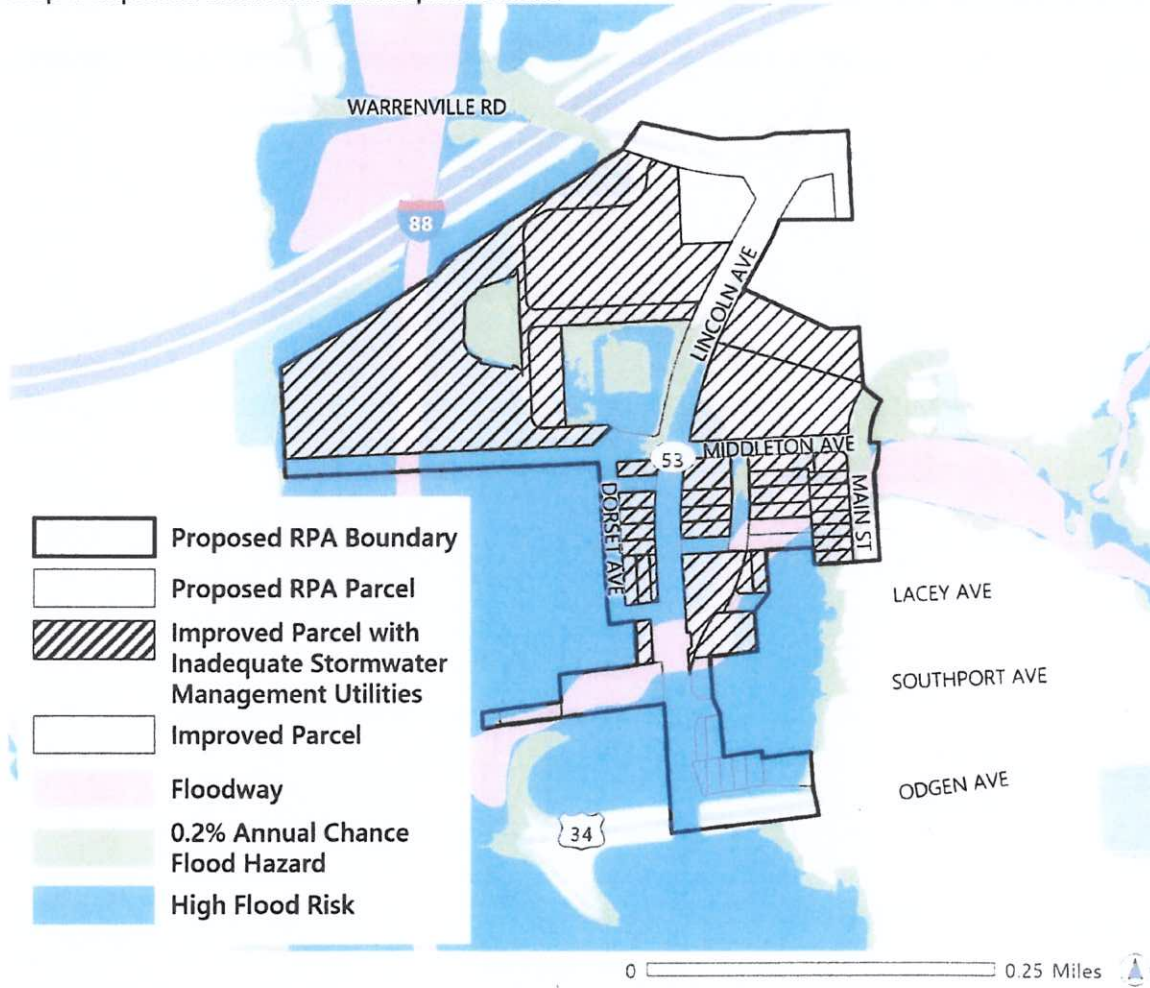 WARRENVILLE RD
88
LINCOLN AVE
MIDDLETON AVE
53
DORSET AVE
MAIN ST
Proposed RPA Boundary
Proposed RPA Parcel
Improved Parcel with
Inadequate Stormwater
Management Utilities
Improved Parcel
Floodway
0.2% Annual Chance
Flood Hazard
High Flood Risk
LACEY AVE
SOUTHPORT AVE
ODGEN AVE
34
0
0.25 Miles